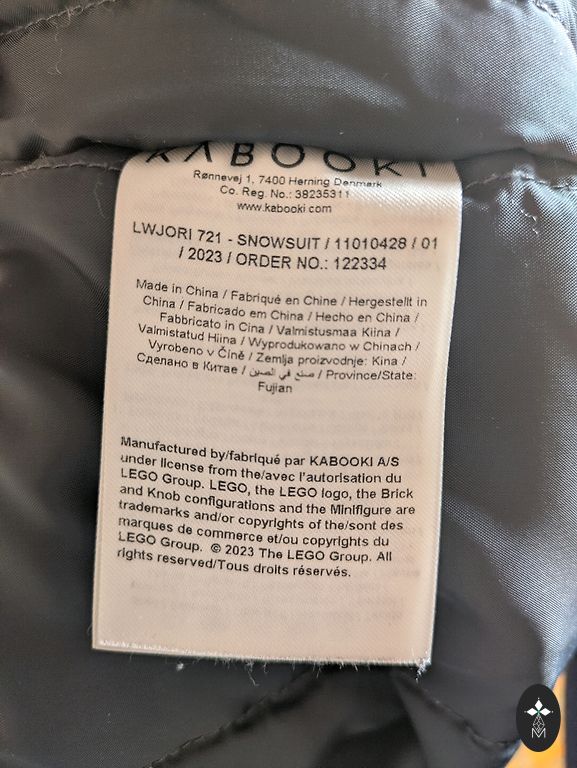 KABOOKI
Rønnevej 1, 7400 Herning Denmark
Co. Reg. No.: 38235311
www.kabooki.com
LWJORI 721 - SNOWSUIT / 11010428 / 01
/ 2023 / ORDER NO.: 122334
Made in China / Fabriqué en Chine / Hergestellt in
China / Fabricado em China / Hecho en China /
Fabbricato in Cina / Valmistusmaa Kiina /
Valmistatud Hiina / Wyprodukowano w Chinach /
Vyrobeno v Číně / Zemlja proizvodnje: Kina /
Сделано в Китае / صنع في الصين / Province/State:
Fujian
Manufactured by/fabriqué par KABOOKI A/S
under license from the/avec l'autorisation du
LEGO Group. LEGO, the LEGO logo, the Brick
and Knob configurations and the Minifigure are
trademarks and/or copyrights of the/sont des
marques de commerce et/ou copyrights du
LEGO Group. © 2023 The LEGO Group. All
rights reserved/Tous droits réservés.
M